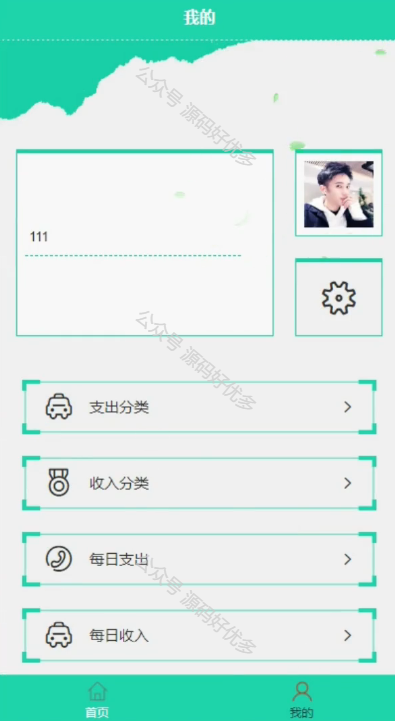 我的
公众号 源码好优多
111
公众号 源码好优多
支出分类
收入分类
每日支出
公众号 源码好优多
每日收入
首页
我的